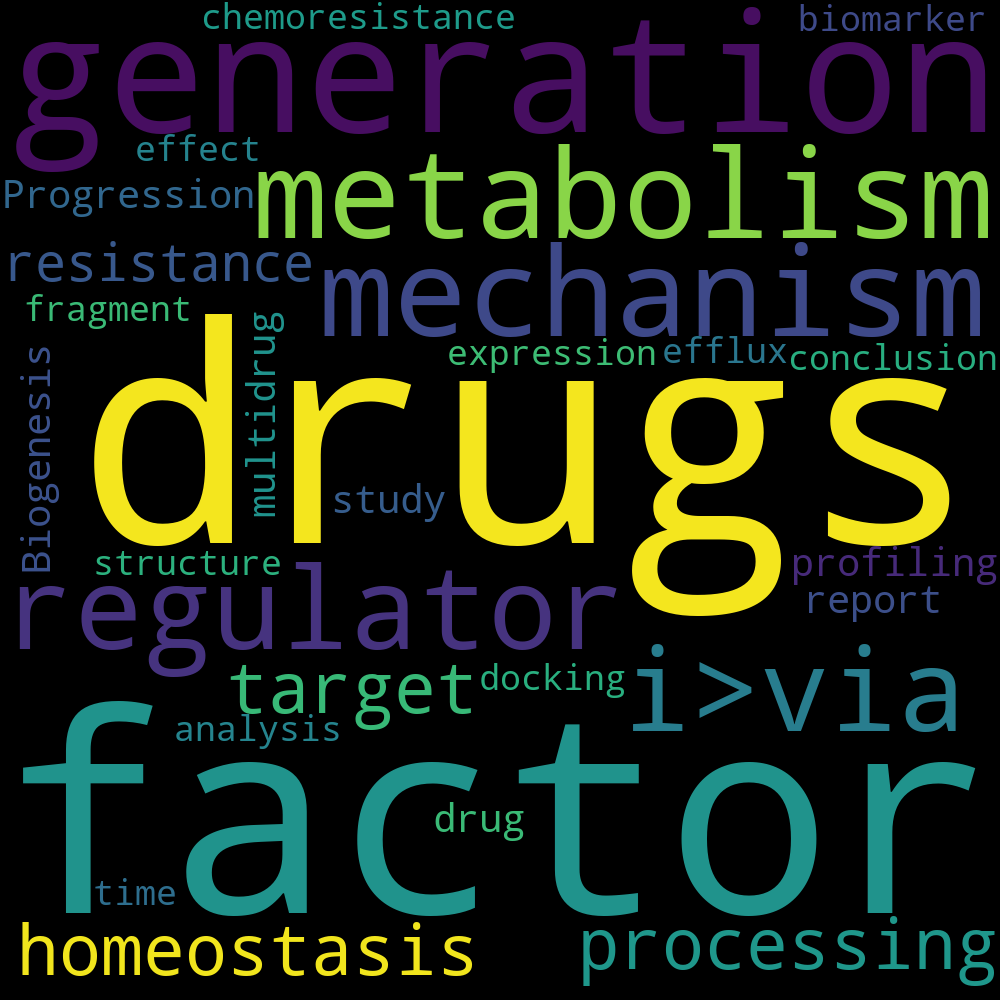 chemoresistance
biomarker
generation
effect
metabolism
Progression
resistance
mechanism
fragment
multidrug
expression
efflux
conclusion
Biogenesis
drugs
study
structure
profiling
regulator
report
target
docking
i>via
analysis
factor
drug
time
homeostasis
processing